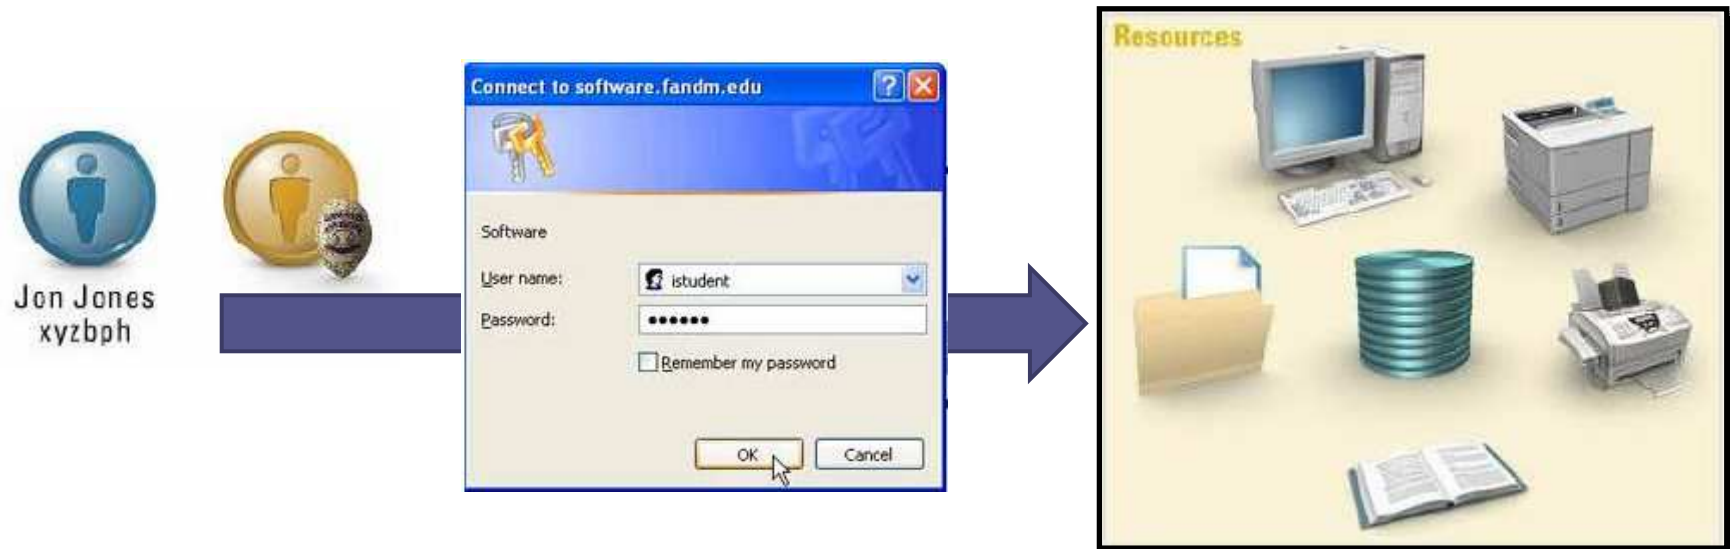 Jon Jones
xyzbph
Connect to software.fandm.edu
Software
User name: istudent
Password: ••••••
Remember my password
OK Cancel
Resources